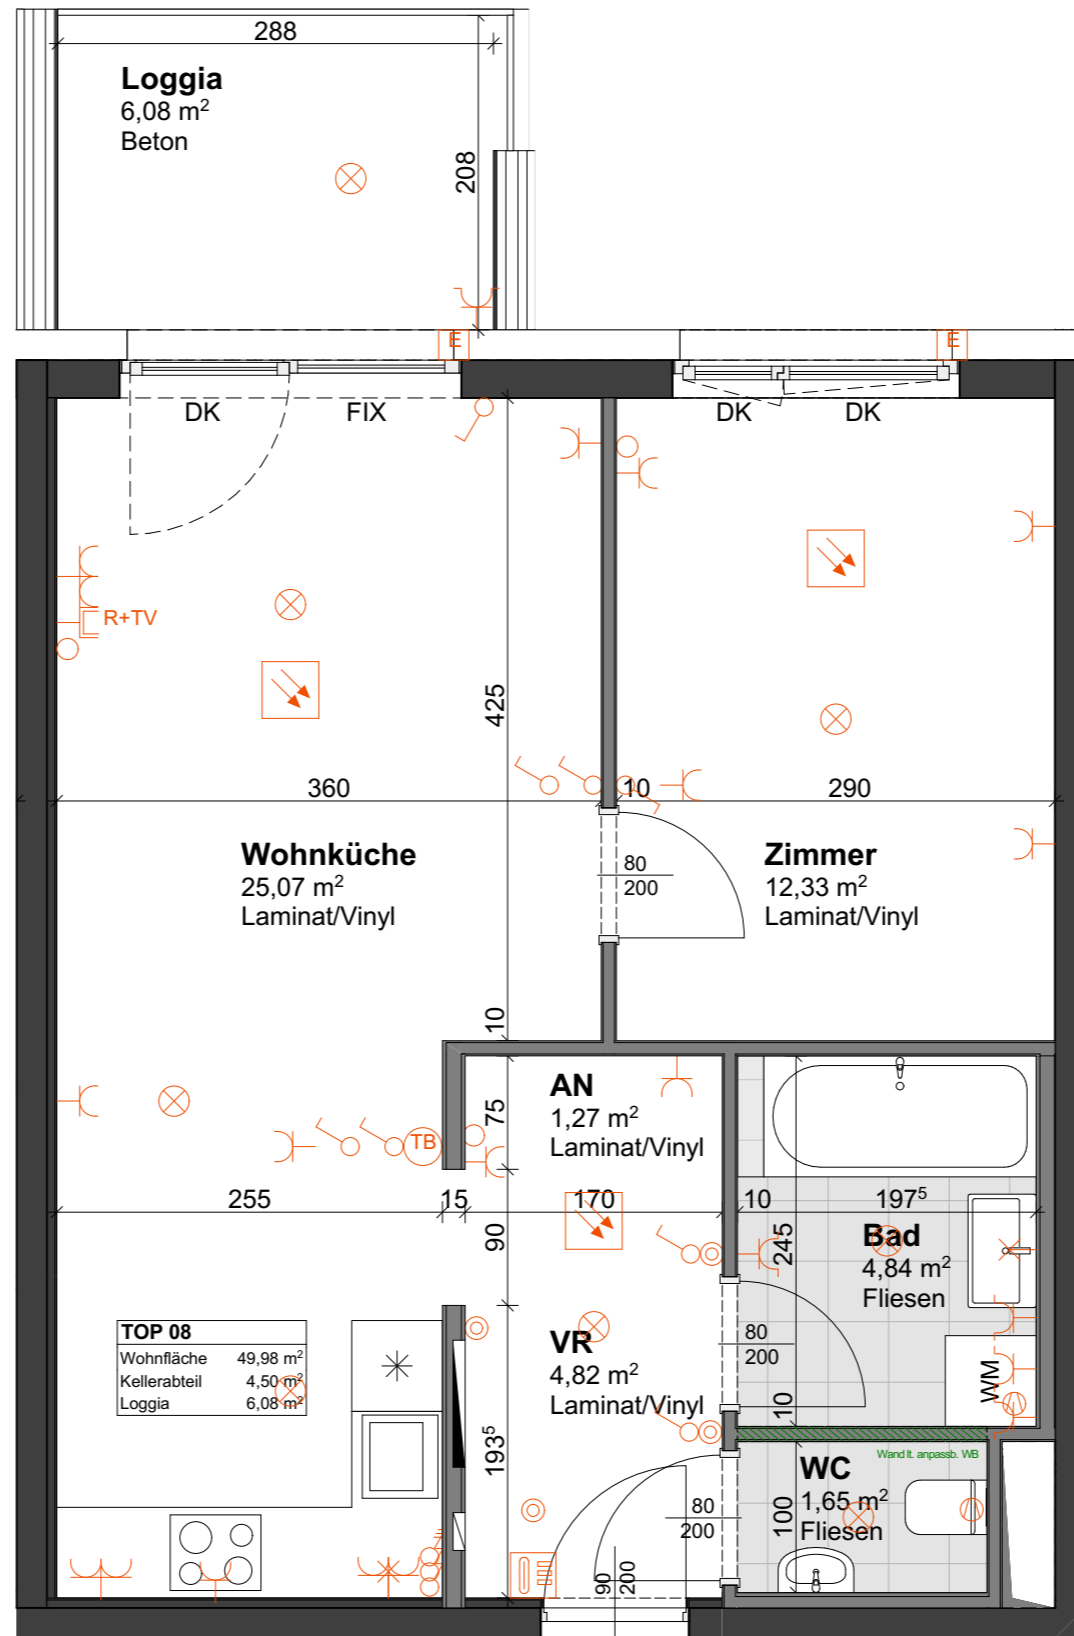 288
Loggia
6,08 m²
Beton
208
E
E
DK
FIX
DK
DK
R+TV
425
360
10
290
Wohnküche
25,07 m²
Laminat/Vinyl
80
200
Zimmer
12,33 m²
Laminat/Vinyl
10
AN
1,27 m²
Laminat/Vinyl
75
TB
255
15
170
10
197⁵
90
245
Bad
4,84 m²
Fliesen
TOP 08
Wohnfläche 49,98 m²
Kellerabteil 4,50 m²
Loggia 6,08 m²
VR
4,82 m²
Laminat/Vinyl
80
200
10
WM
193⁵
Wand lt. anpassb. WB
WC
1,65 m²
Fliesen
100
80
200
90
200